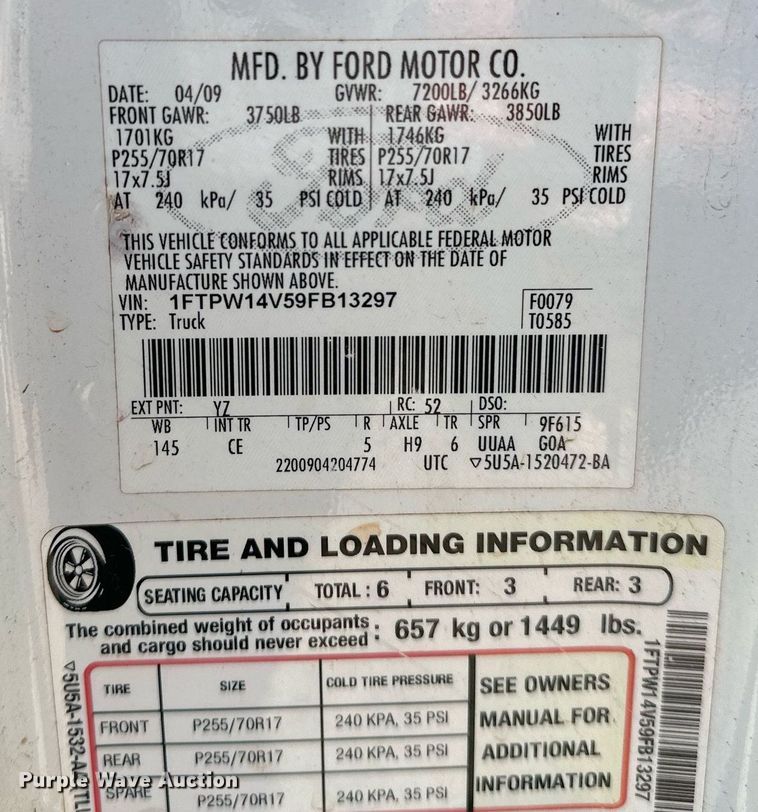 MFD. BY FORD MOTOR CO.
DATE: 04/09 GVWR: 7200LB/ 3266KG
FRONT GAWR: 3750LB REAR GAWR: 3850LB
1701KG WITH 1746KG WITH
P255/70R17 TIRES P255/70R17 TIRES
17x7.5J RIMS 17x7.5J RIMS
AT 240 kPa/ 35 PSI COLD AT 240 kPa/ 35 PSI COLD
Ford
THIS VEHICLE CONFORMS TO ALL APPLICABLE FEDERAL MOTOR
VEHICLE SAFETY STANDARDS IN EFFECT ON THE DATE OF
MANUFACTURE SHOWN ABOVE.
VIN: 1FTPW14V59FB13297 F0079
TYPE: Truck T0585
EXT PNT: YZ RC: 52 DSO:
WB INT TR TP/PS R AXLE TR SPR 9F615
145 CE 5 H9 6 UUAA GOA
2200904204774 UTC ▽5U5A-1520472-BA
TIRE AND LOADING INFORMATION
SEATING CAPACITY TOTAL: 6 FRONT: 3 REAR: 3
The combined weight of occupants
and cargo should never exceed : 657 kg or 1449 lbs.
TIRE SIZE COLD TIRE PRESSURE
FRONT P255/70R17 240 KPA, 35 PSI
REAR P255/70R17 240 KPA, 35 PSI
SPARE P255/70R17 240 KPA, 35 PSI
SEE OWNERS
MANUAL FOR
ADDITIONAL
INFORMATION
1FTPW14V59FB13297
Purple Wave Auction